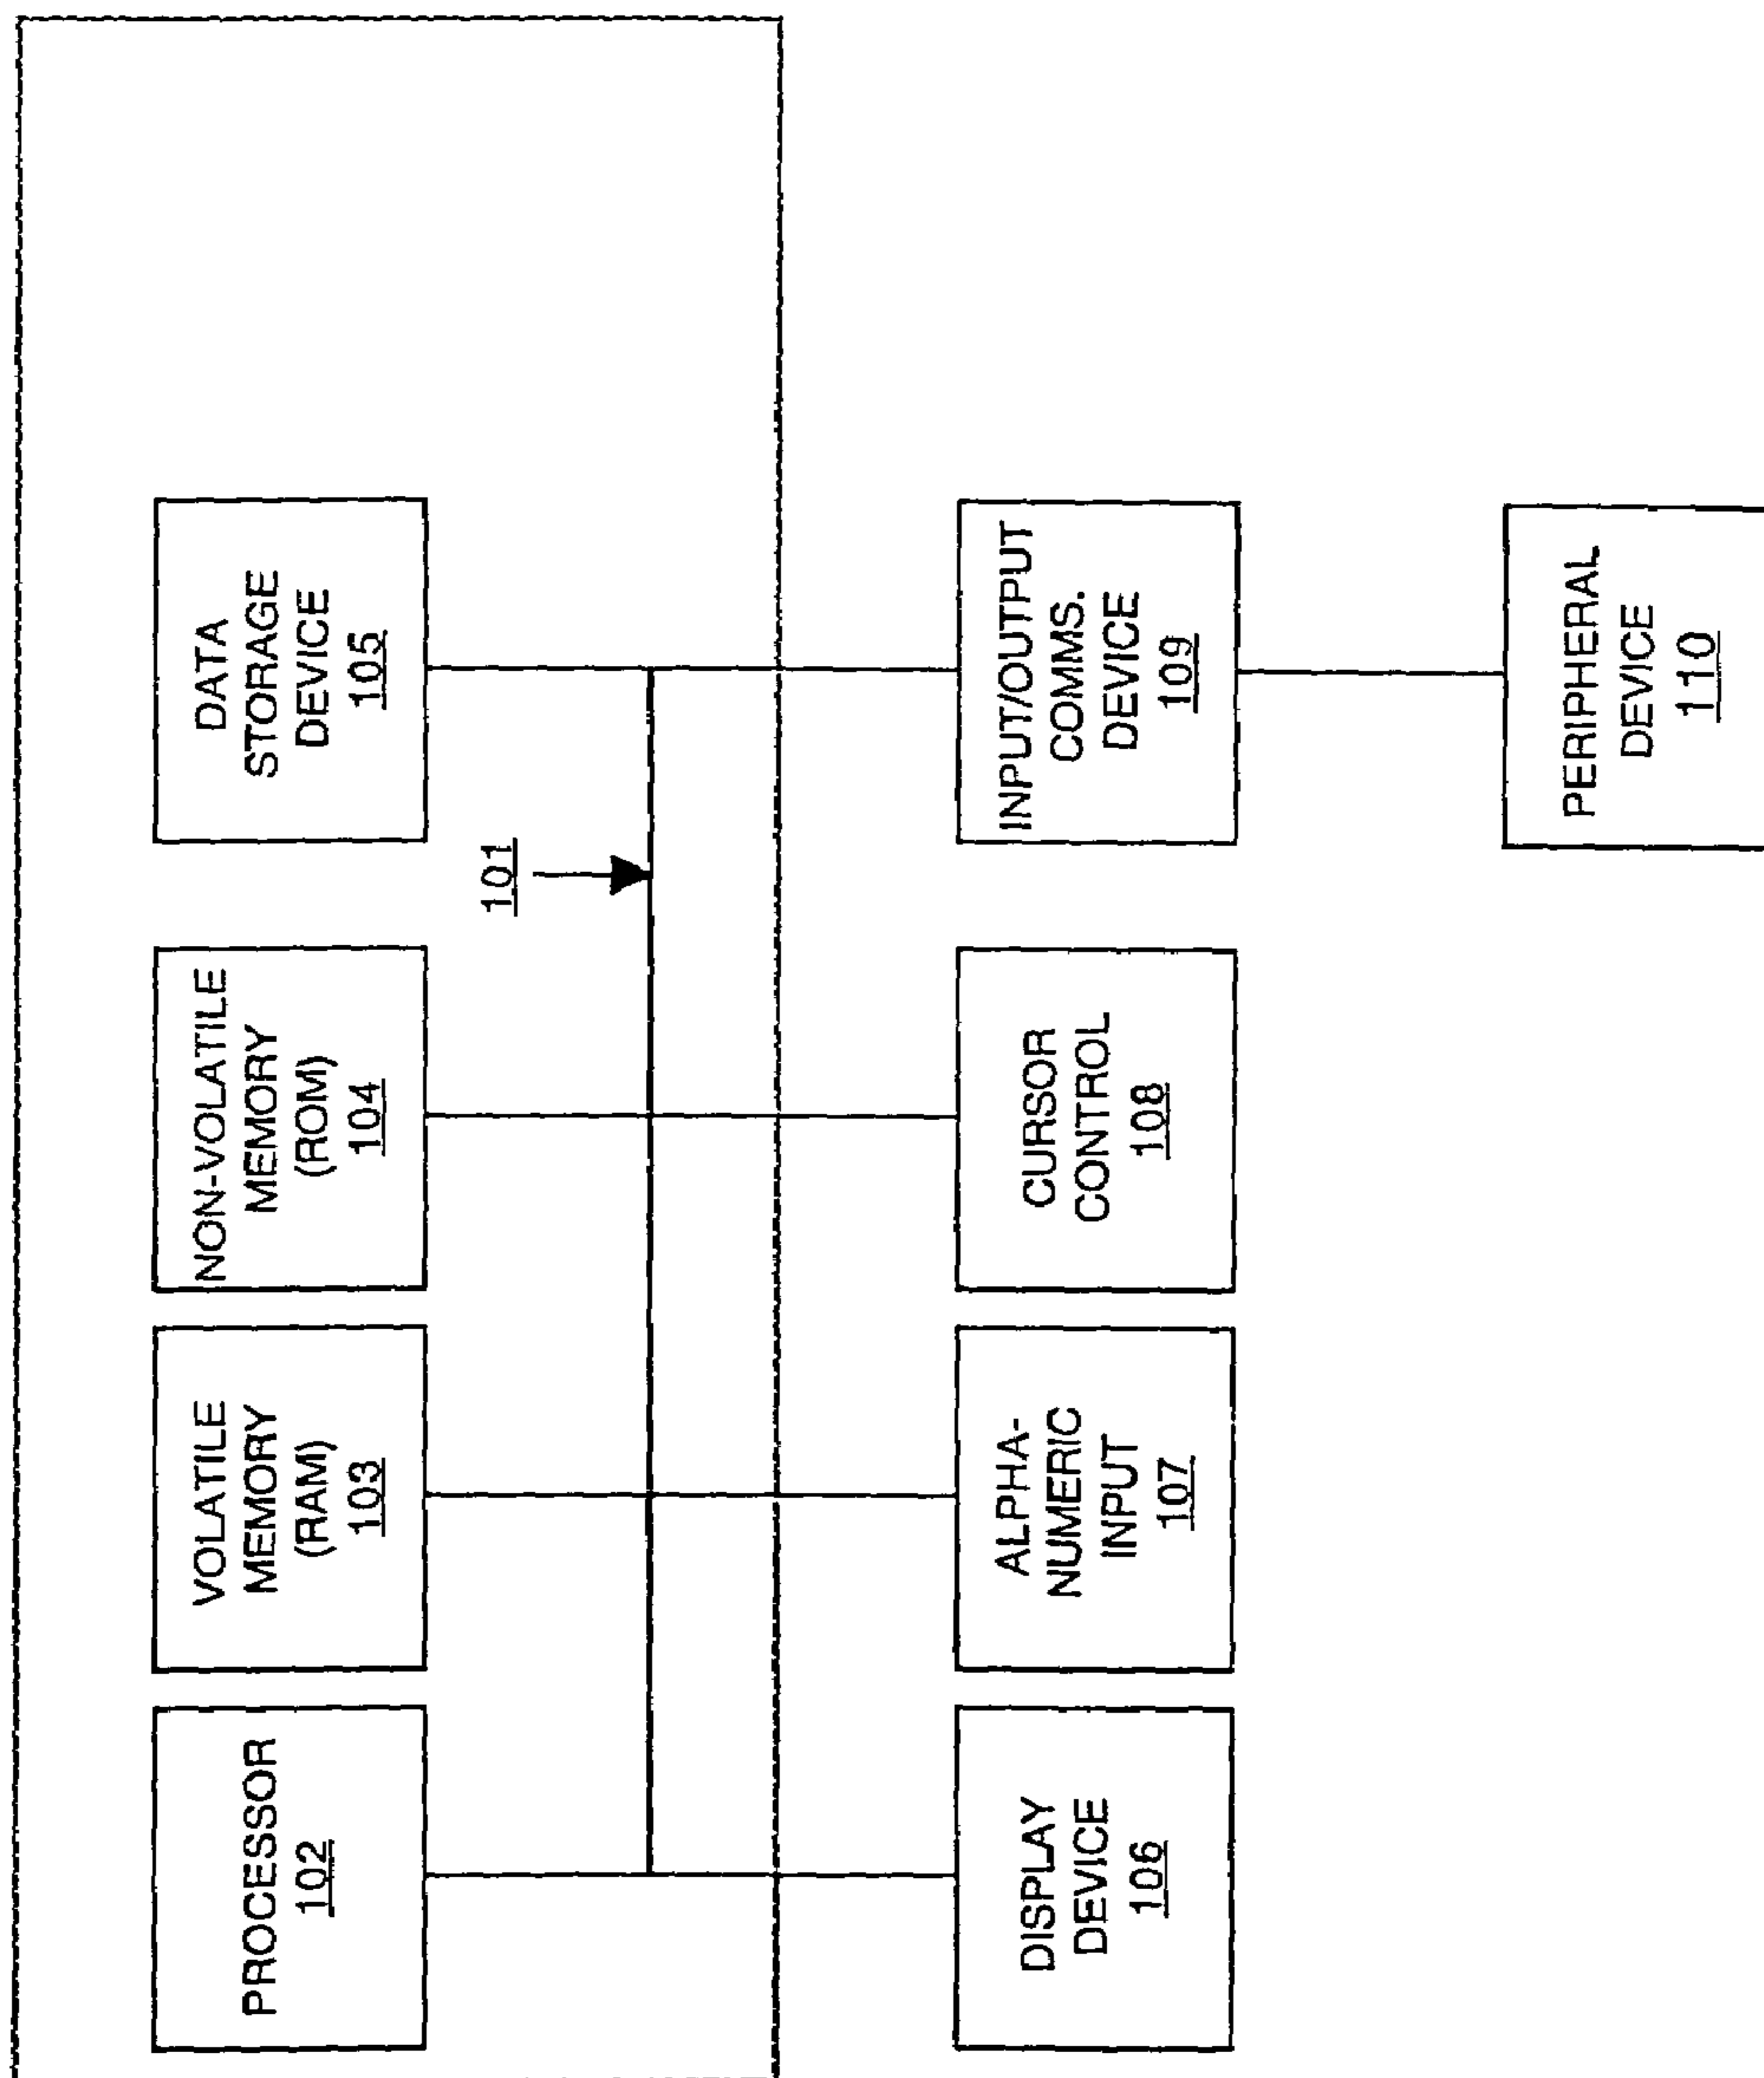 PROCESSOR
102
VOLATILE
MEMORY
(RAM)
103
NON-VOLATILE
MEMORY
(ROM)
104
DATA
STORAGE
DEVICE
105
101
DISPLAY
DEVICE
106
ALPHA-
NUMERIC
INPUT
107
CURSOR
CONTROL
108
INPUT/OUTPUT
COMMS.
DEVICE
109
PERIPHERAL
DEVICE
110